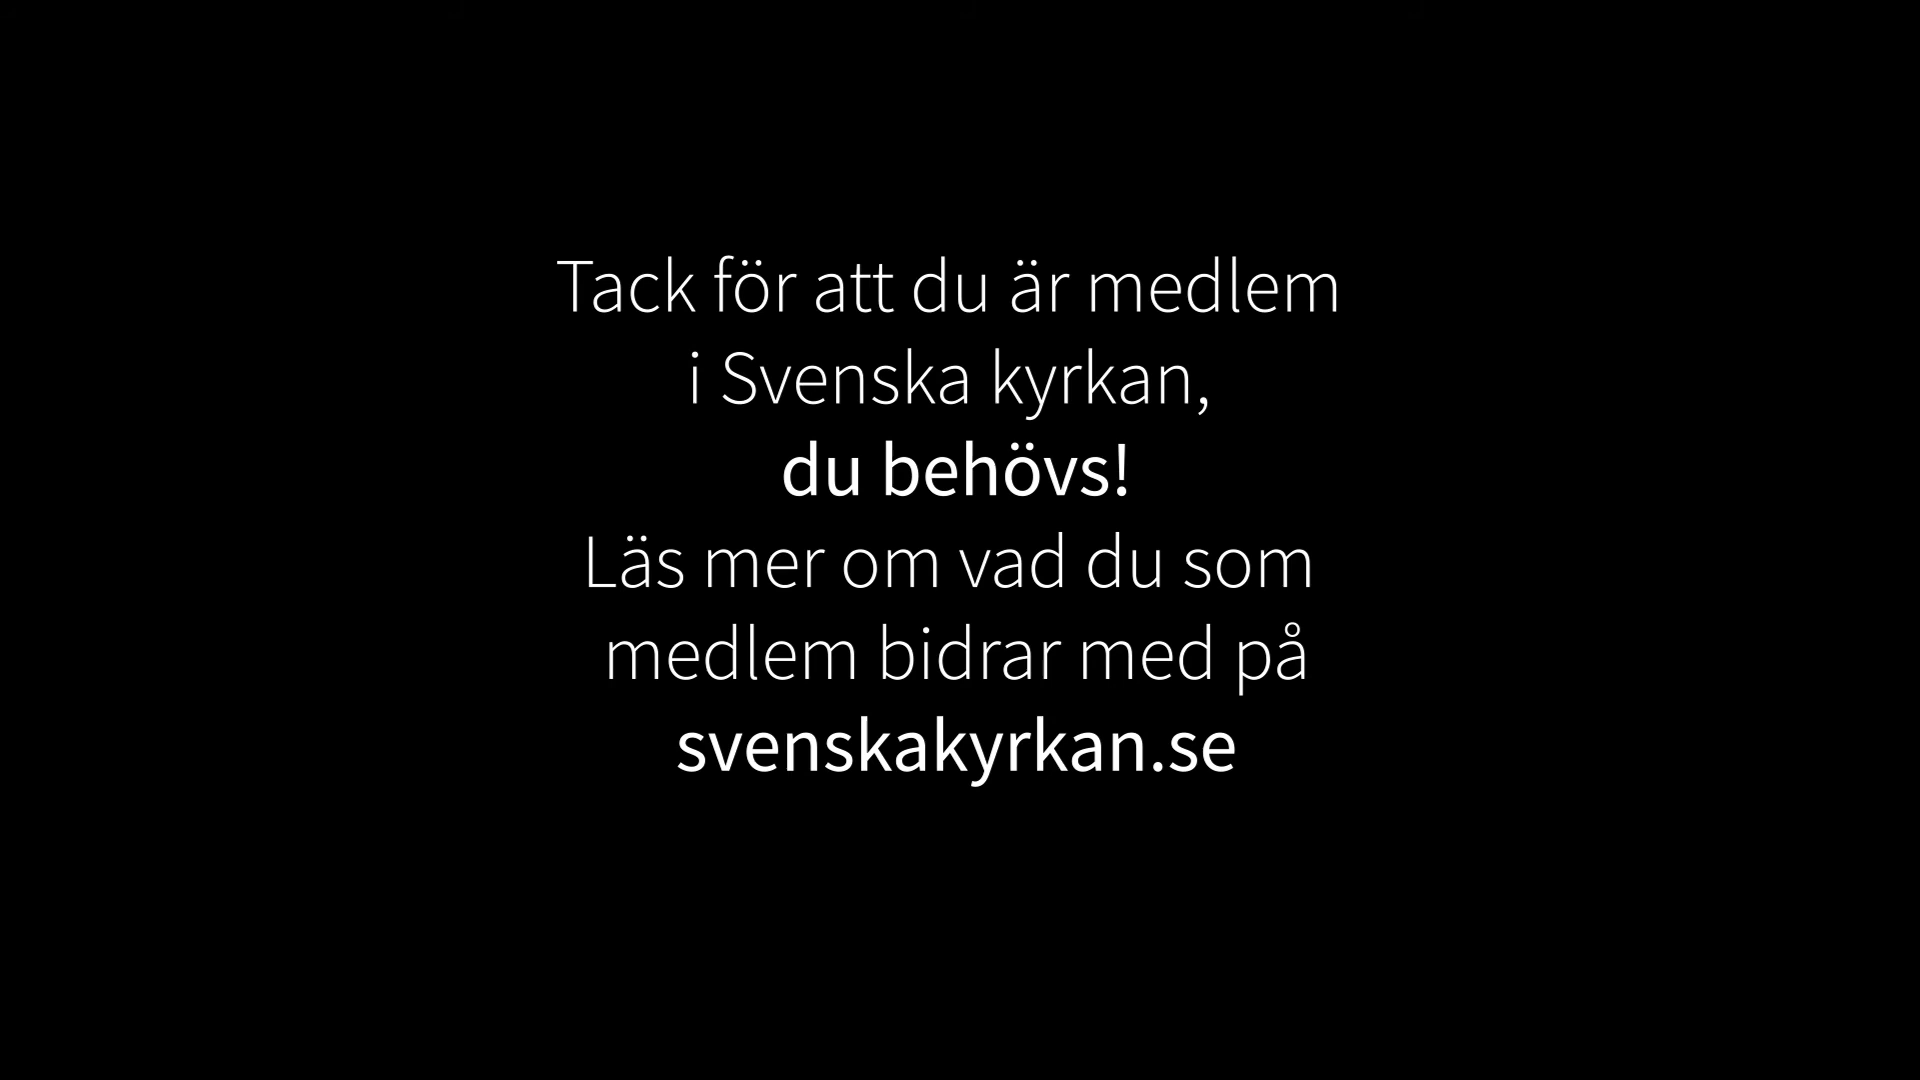 Tack för att du är medlem
i Svenska kyrkan,
du behövs!
Läs mer om vad du som
medlem bidrar med på
svenskakyrkan.se